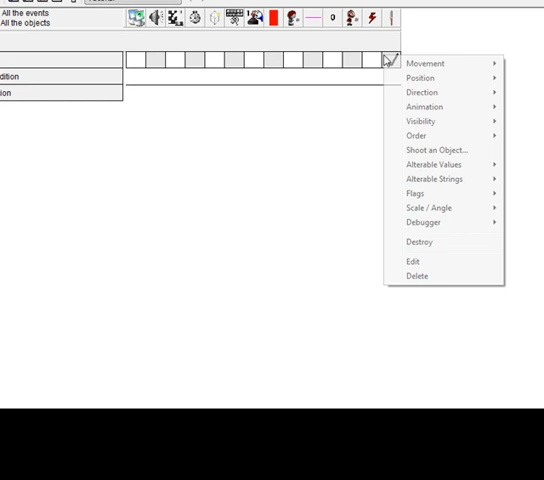 All the events
All the objects
dition
ion
0
Movement
Position
Direction
Animation
Visibility
Order
Shoot an Object...
Alterable Values
Alterable Strings
Flags
Scale / Angle
Debugger
Destroy
Edit
Delete